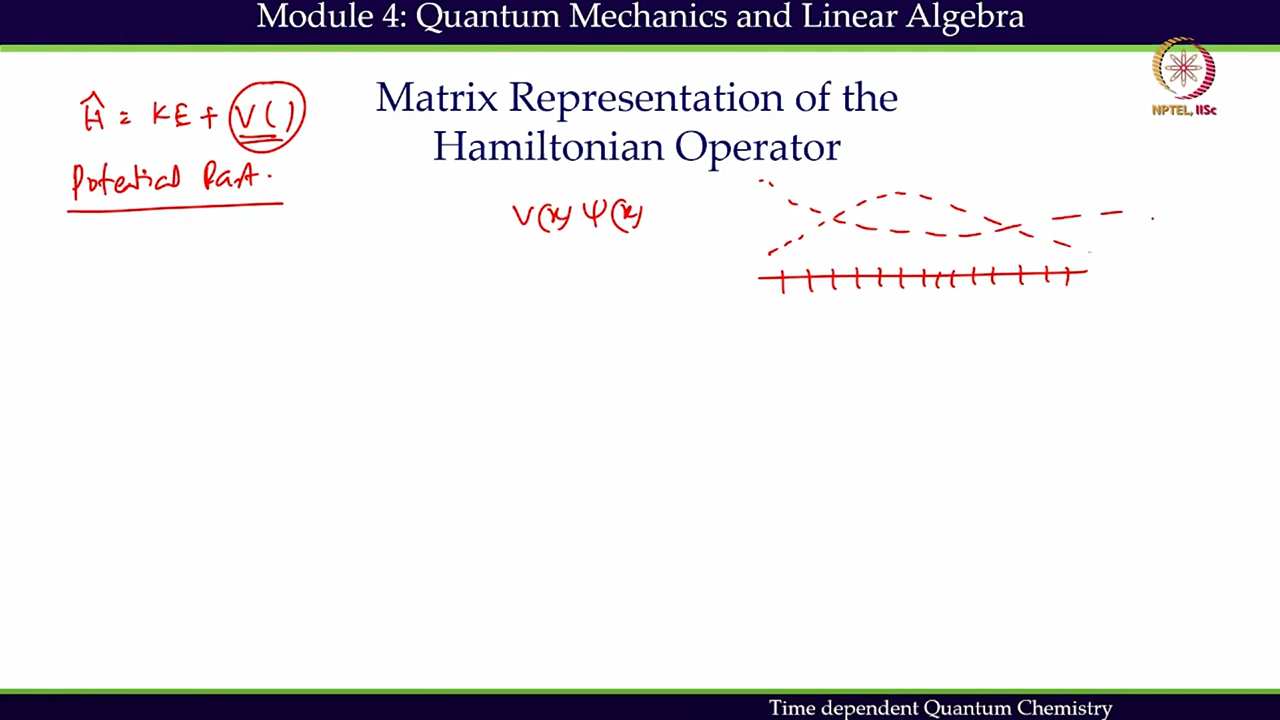 Module 4: Quantum Mechanics and Linear Algebra
NPTEL, IISc
Matrix Representation of the
Hamiltonian Operator
Ĥ = KE + V( )
Potential Part.
V(x) Ψ(x)
Time dependent Quantum Chemistry